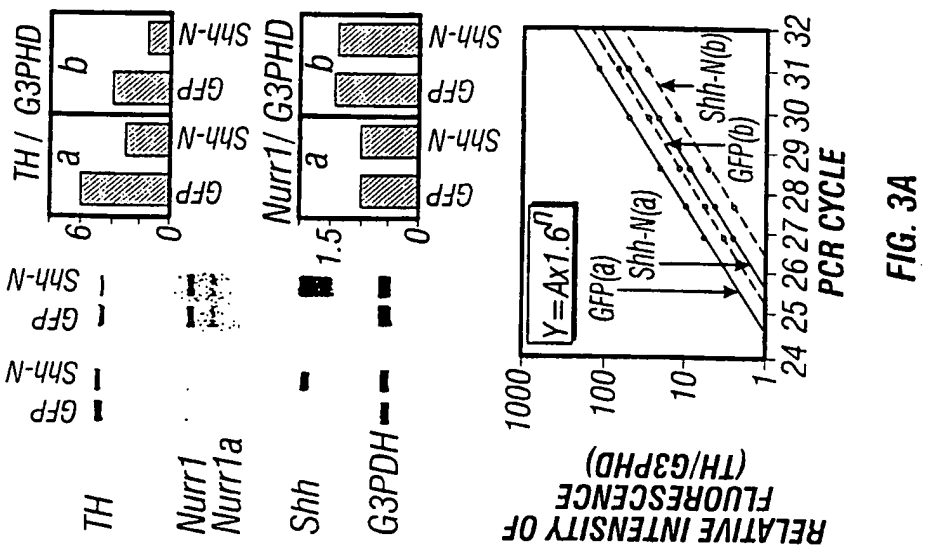 GFP Shh-N GFP Shh-N
TH
Nurr1
Nurr1a
Shh
G3PDH
TH / G3PHD
a b
6
0
GFP Shh-N GFP Shh-N
Nurr1/ G3PHD
a b
1.5
0
GFP Shh-N GFP Shh-N
RELATIVE INTENSITY OF
FLUORESCENCE
(TH/G3PHD)
1000
100
10
1
Y=Ax1.6ⁿ
GFP(a)
Shh-N(a)
GFP(b)
Shh-N(b)
24 25 26 27 28 29 30 31 32
PCR CYCLE
FIG. 3A